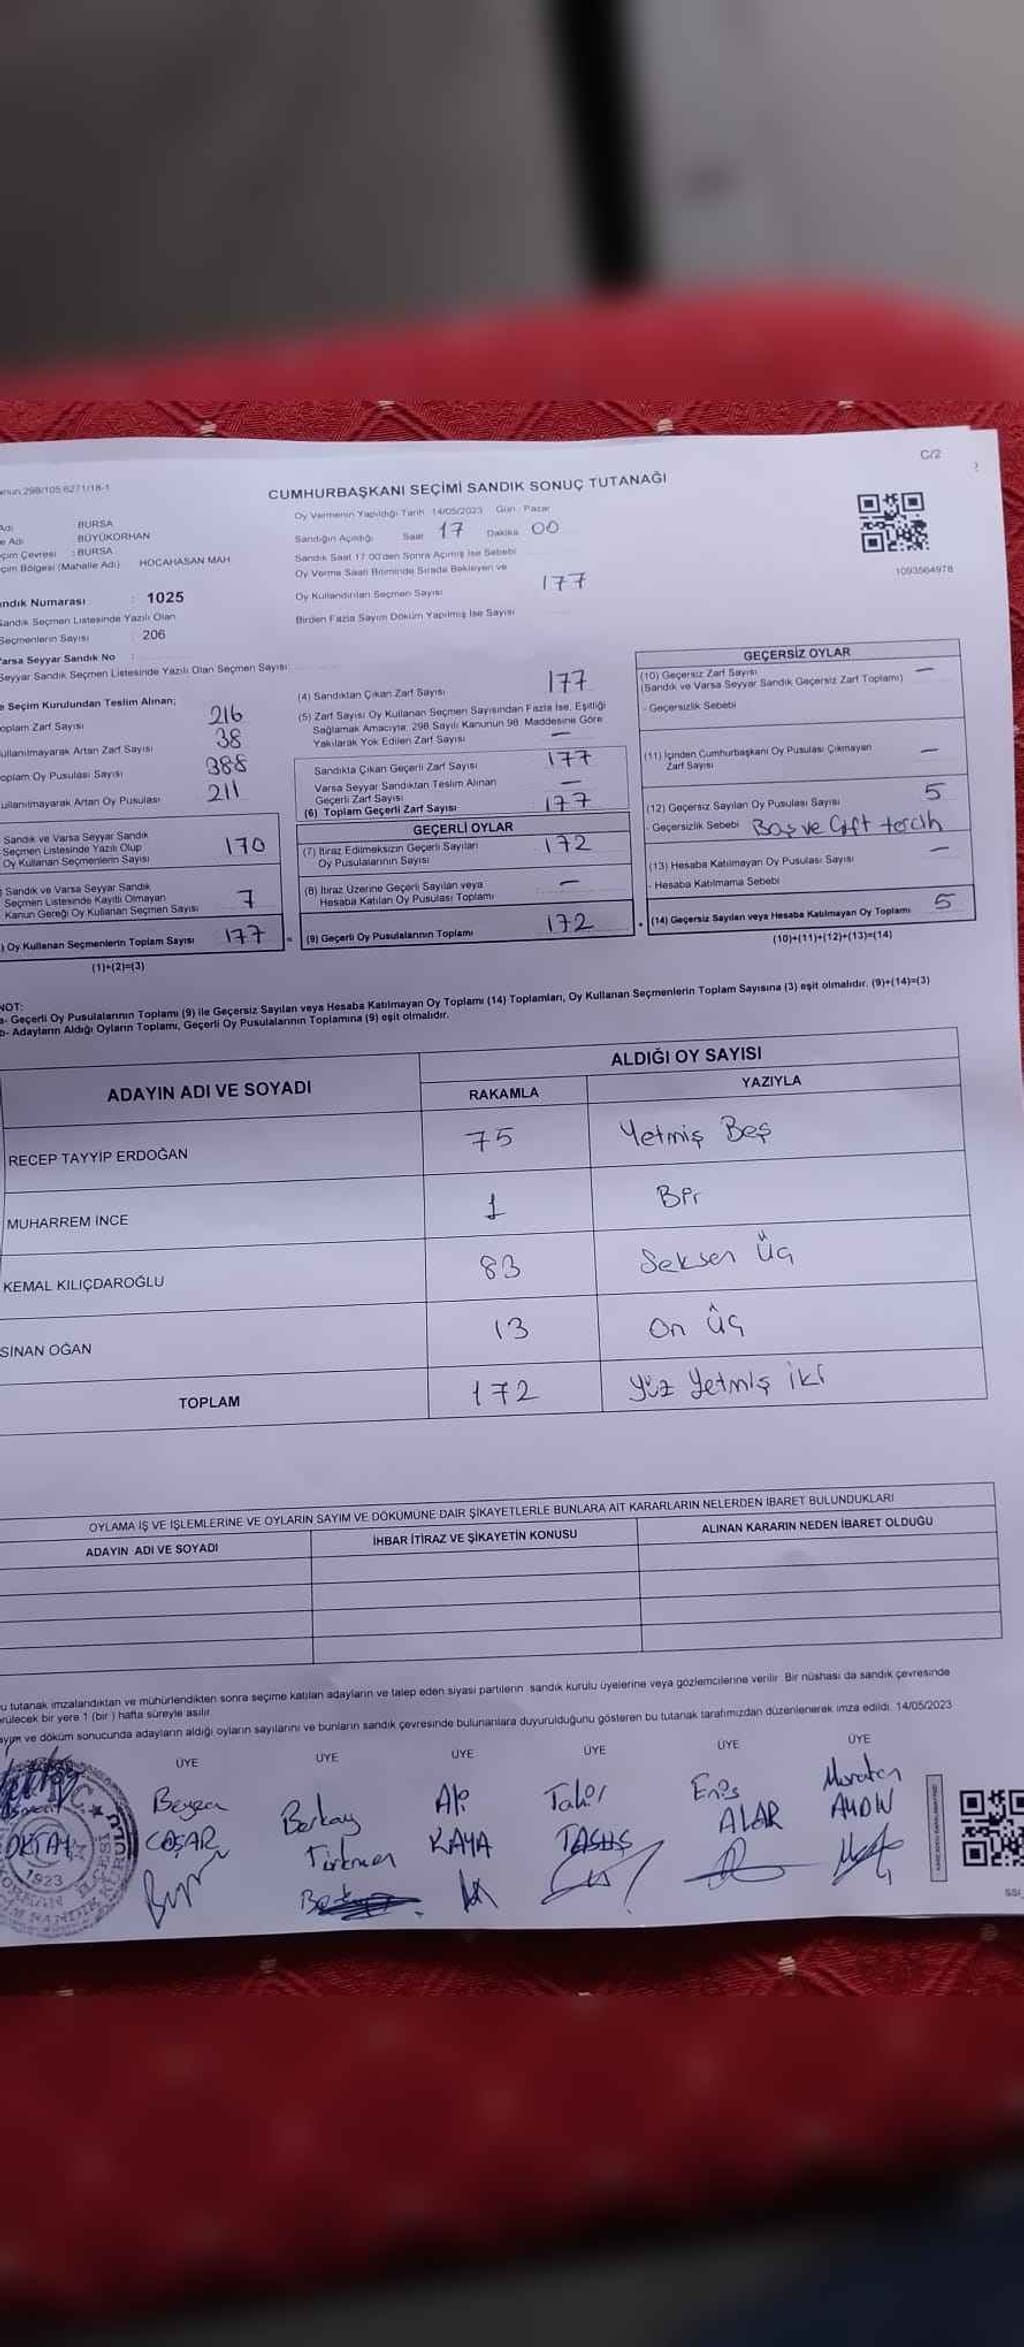 C/2
CUMHURBAŞKANI SEÇİMİ SANDIK SONUÇ TUTANAĞI
298/105 6271/18-1
Adı BURSA
Adı BÜYÜKORHAN
Çevresi : BURSA
Bölgesi (Mahalle Adı) HOCAHASAN MAH
Numarası : 1025
Sandık Seçmen Listesinde Yazılı Olan
Seçmenlerin Sayısı : 206
Varsa Seyyar Sandık No :
Seyyar Sandık Seçmen Listesinde Yazılı Olan Seçmen Sayısı:
Oy Vermenin Yapıldığı Tarih 14/05/2023 Gün Pazar
Sandığın Açıldığı Saat 17 Dakika 00
Sandık Saat 17:00'den Sonra Açımış İse Sebebi
Oy Verme Saati Bitiminde Sırada Bekleyen ve
Oy Kullandırılan Seçmen Sayısı 177
Birden Fazla Sayım Döküm Yapılmış İse Sayısı
1093564978
Seçim Kurulundan Teslim Alınan;
Zarf Sayısı 216
Artan Zarf Sayısı 38
Oy Pusulası Sayısı 388
Artan Oy Pusulası 211
Sandık ve Varsa Seyyar Sandık
Seçmen Listesinde Yazılı Olup
Oy Kullanan Seçmenlerin Sayısı 170
Sandık ve Varsa Seyyar Sandık
Seçmen Listesinde Kayıtlı Olmayan
Kanun Gereği Oy Kullanan Seçmen Sayısı 7
) Oy Kullanan Seçmenlerin Toplam Sayısı 177
(1)+(2)=(3)
(4) Sandıktan Çıkan Zarf Sayısı 177
(5) Zarf Sayısı Oy Kullanan Seçmen Sayısından Fazla İse, Eşitliği
Sağlamak Amacıyla, 298 Sayılı Kanunun 98. Maddesine Göre
Yakılarak Yok Edilen Zarf Sayısı —
Sandıkta Çıkan Geçerli Zarf Sayısı 177
Varsa Seyyar Sandıktan Teslim Alınan
Geçerli Zarf Sayısı —
(6) Toplam Geçerli Zarf Sayısı 177
GEÇERLİ OYLAR
(7) İtiraz Edilmeksizin Geçerli Sayılan
Oy Pusulalarının Sayısı 172
(8) İtiraz Üzerine Geçerli Sayılan veya
Hesaba Katılan Oy Pusulası Toplamı —
(9) Geçerli Oy Pusulalarının Toplamı 172
GEÇERSİZ OYLAR
(10) Geçersiz Zarf Sayısı —
(Sandık ve Varsa Seyyar Sandık Geçersiz Zarf Toplamı)
- Geçersizlik Sebebi
(11) İçinden Cumhurbaşkanı Oy Pusulası Çıkmayan
Zarf Sayısı —
(12) Geçersiz Sayılan Oy Pusulası Sayısı 5
- Geçersizlik Sebebi Boş ve Çift tercih
(13) Hesaba Katılmayan Oy Pusulası Sayısı —
- Hesaba Katılmama Sebebi
(14) Geçersiz Sayılan veya Hesaba Katılmayan Oy Toplamı 5
(10)+(11)+(12)+(13)=(14)
NOT:
a- Geçerli Oy Pusulalarının Toplamı (9) ile Geçersiz Sayılan veya Hesaba Katılmayan Oy Toplamı (14) Toplamları, Oy Kullanan Seçmenlerin Toplam Sayısına (3) eşit olmalıdır. (9)+(14)=(3)
b- Adayların Aldığı Oyların Toplamı, Geçerli Oy Pusulalarının Toplamına (9) eşit olmalıdır.
ADAYIN ADI VE SOYADI ALDIĞI OY SAYISI
RAKAMLA YAZIYLA
RECEP TAYYİP ERDOĞAN 75 Yetmiş Beş
MUHARREM İNCE 1 Bir
KEMAL KILIÇDAROĞLU 83 Seksen Üç
SİNAN OĞAN 13 On üç
TOPLAM 172 Yüz Yetmiş iki
OYLAMA İŞ VE İŞLEMLERİNE VE OYLARIN SAYIM VE DÖKÜMÜNE DAİR ŞİKAYETLERLE BUNLARA AİT KARARLARIN NELERDEN İBARET BULUNDUKLARI
ADAYIN ADI VE SOYADI İHBAR İTİRAZ VE ŞİKAYETİN KONUSU ALINAN KARARIN NEDEN İBARET OLDUĞU
tutanak imzalandıktan ve mühürlendikten sonra seçime katılan adayların ve talep eden siyasi partilerin sandık kurulu üyelerine veya gözlemcilerine verilir. Bir nüshası da sandık çevresinde
bir yere 1 (bir) hafta süreyle asılır.
ve döküm sonucunda adayların aldığı oyların sayılarını ve bunların sandık çevresinde bulunanlara duyurulduğunu gösteren bu tutanak tarafımızdan düzenlenerek imza edildi. 14/05/2023
ÜYE ÜYE ÜYE ÜYE ÜYE ÜYE
OKTAY
Berkay Türkmen
KAYA
Enes
AYDIN
1923